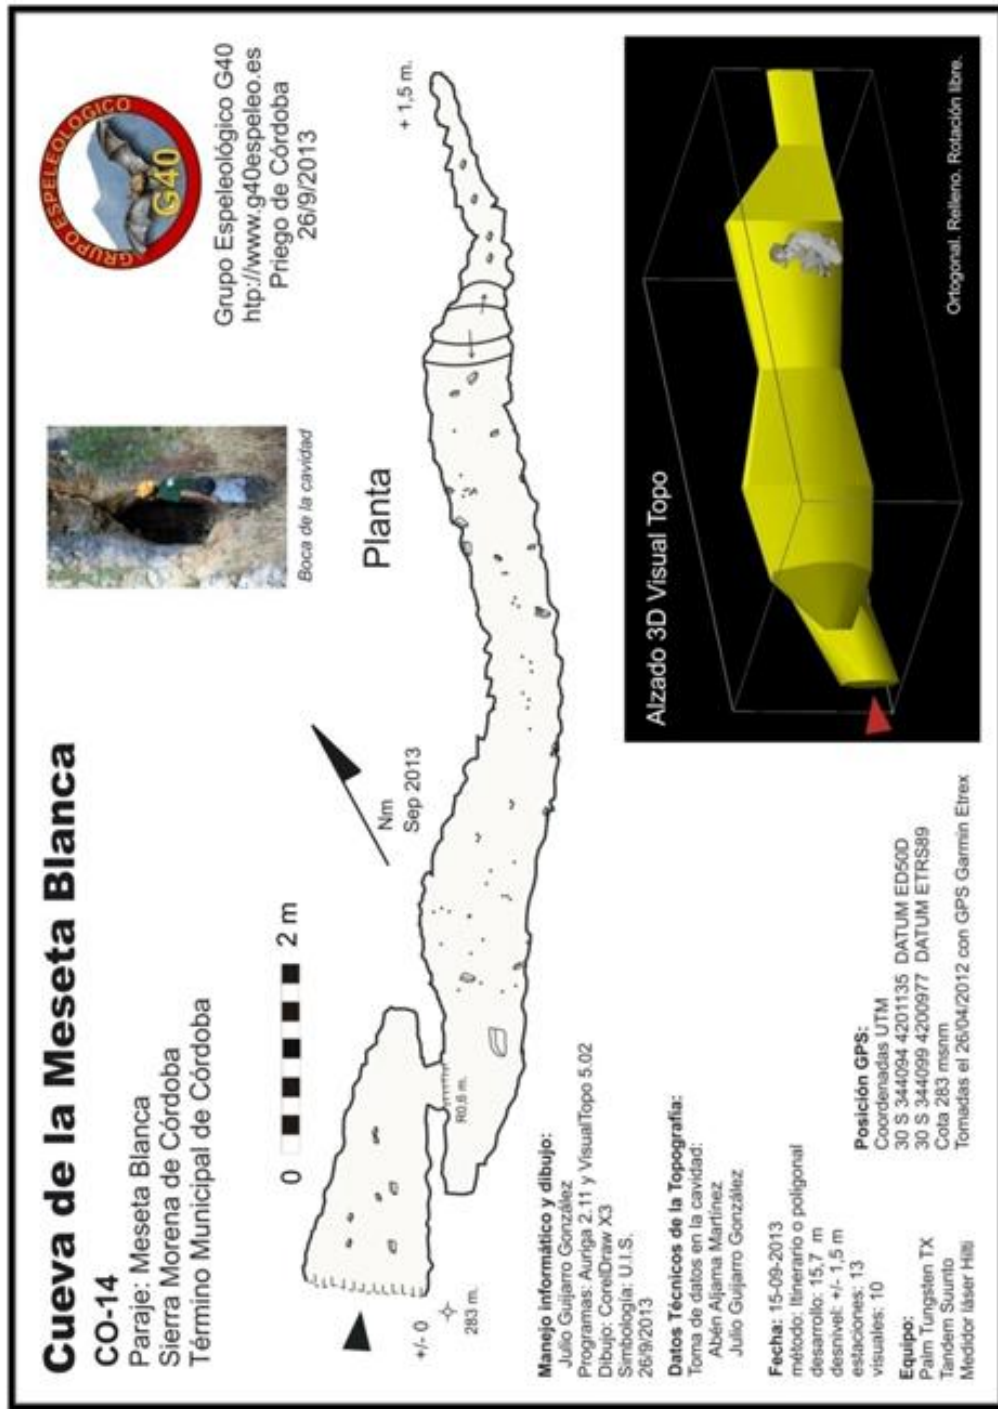 Cueva de la Meseta Blanca
CO-14
Paraje: Meseta Blanca
Sierra Morena de Córdoba
Término Municipal de Córdoba
GRUPO ESPELEOLOGICO
G40
Grupo Espeleológico G40
http://www.g40espeleo.es
Priego de Córdoba
26/9/2013
Boca de la cavidad
0
2 m
Nm
Sep 2013
Planta
+ 1,5 m.
R0,6 m.
+/- 0
283 m.
Manejo informático y dibujo:
Julio Guijarro González
Programas: Auriga 2.11 y VisualTopo 5.02
Dibujo: CorelDraw X3
Simbología: U.I.S.
26/9/2013
Datos Técnicos de la Topografía:
Toma de datos en la cavidad:
Abén Aljama Martínez
Julio Guijarro González
Fecha: 15-09-2013
método: Itinerario o poligonal
desarrollo: 15,7 m
desnivel: +/- 1,5 m
estaciones: 13
visuales: 10
Equipo:
Palm Tungsten TX
Tandem Suunto
Medidor láser Hilti
Posición GPS:
Coordenadas UTM
30 S 344094 4201135 DATUM ED50D
30 S 344099 4200977 DATUM ETRS89
Cota 283 msnm
Tomadas el 26/04/2012 con GPS Garmin Etrex
Alzado 3D Visual Topo
Ortogonal. Relleno. Rotación libre.